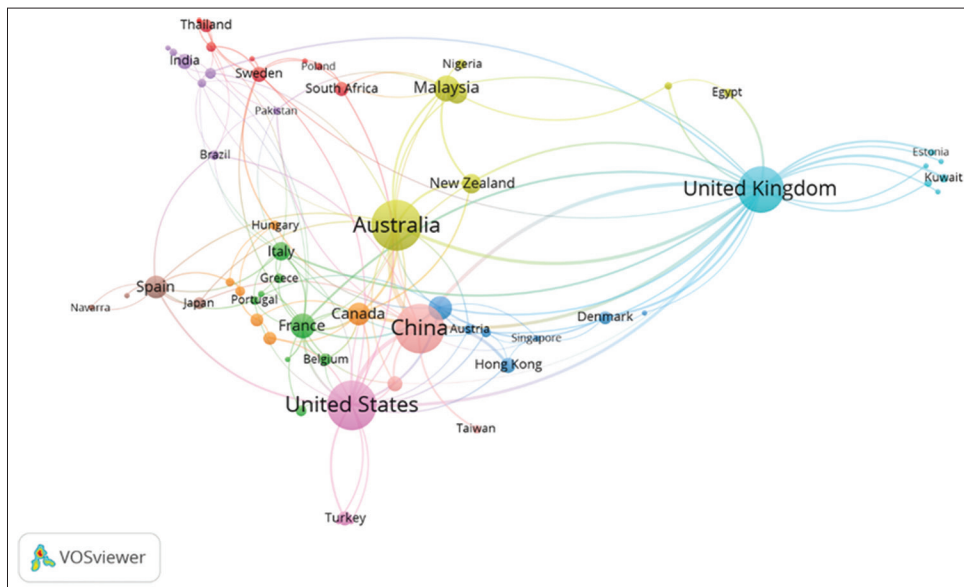 Thailand
Nigeria
India
Poland
Sweden
South Africa
Malaysia
Egypt
Pakistan
Brazil
Estonia
Kuwait
New Zealand
United Kingdom
Hungary
Australia
Italy
Greece
Spain
Portugal
Japan
Navarra
Canada
France
China
Austria
Denmark
Singapore
Belgium
Hong Kong
United States
Taiwan
Turkey
VOSviewer